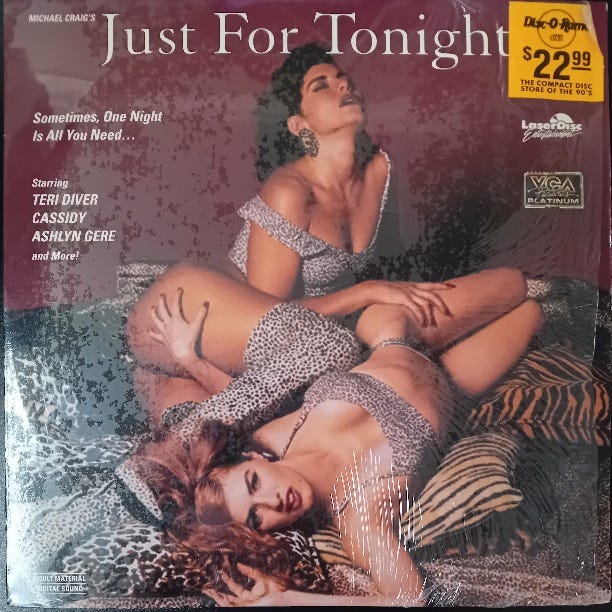 MICHAEL CRAIG'S
Just For Tonight
Disc-O-Rama
$22.99
THE COMPACT DISC
STORE OF THE 90'S
Sometimes, One Night
Is All You Need...
LaserDisc
Entertainment
VCA
PLATINUM
Starring
TERI DIVER
CASSIDY
ASHLYN GERE
and More!
ADULT MATERIAL
DIGITAL SOUND